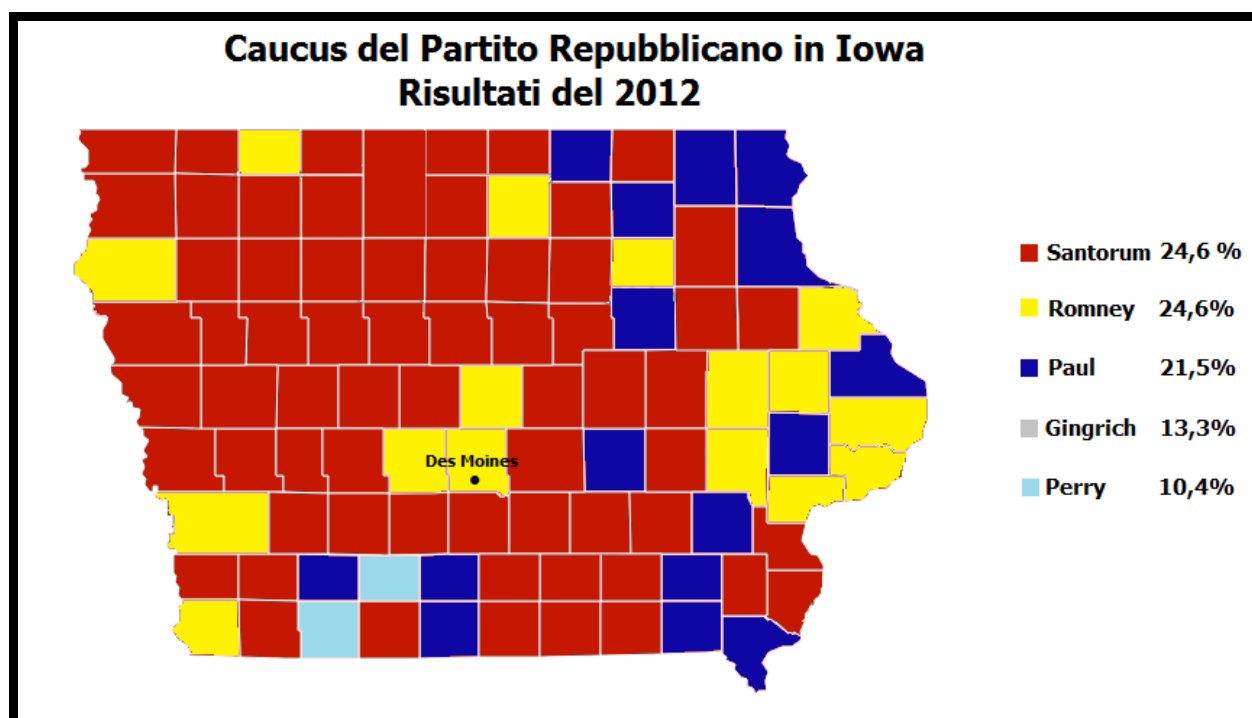 Caucus del Partito Repubblicano in Iowa
Risultati del 2012
Des Moines
Santorum 24,6 %
Romney 24,6%
Paul 21,5%
Gingrich 13,3%
Perry 10,4%